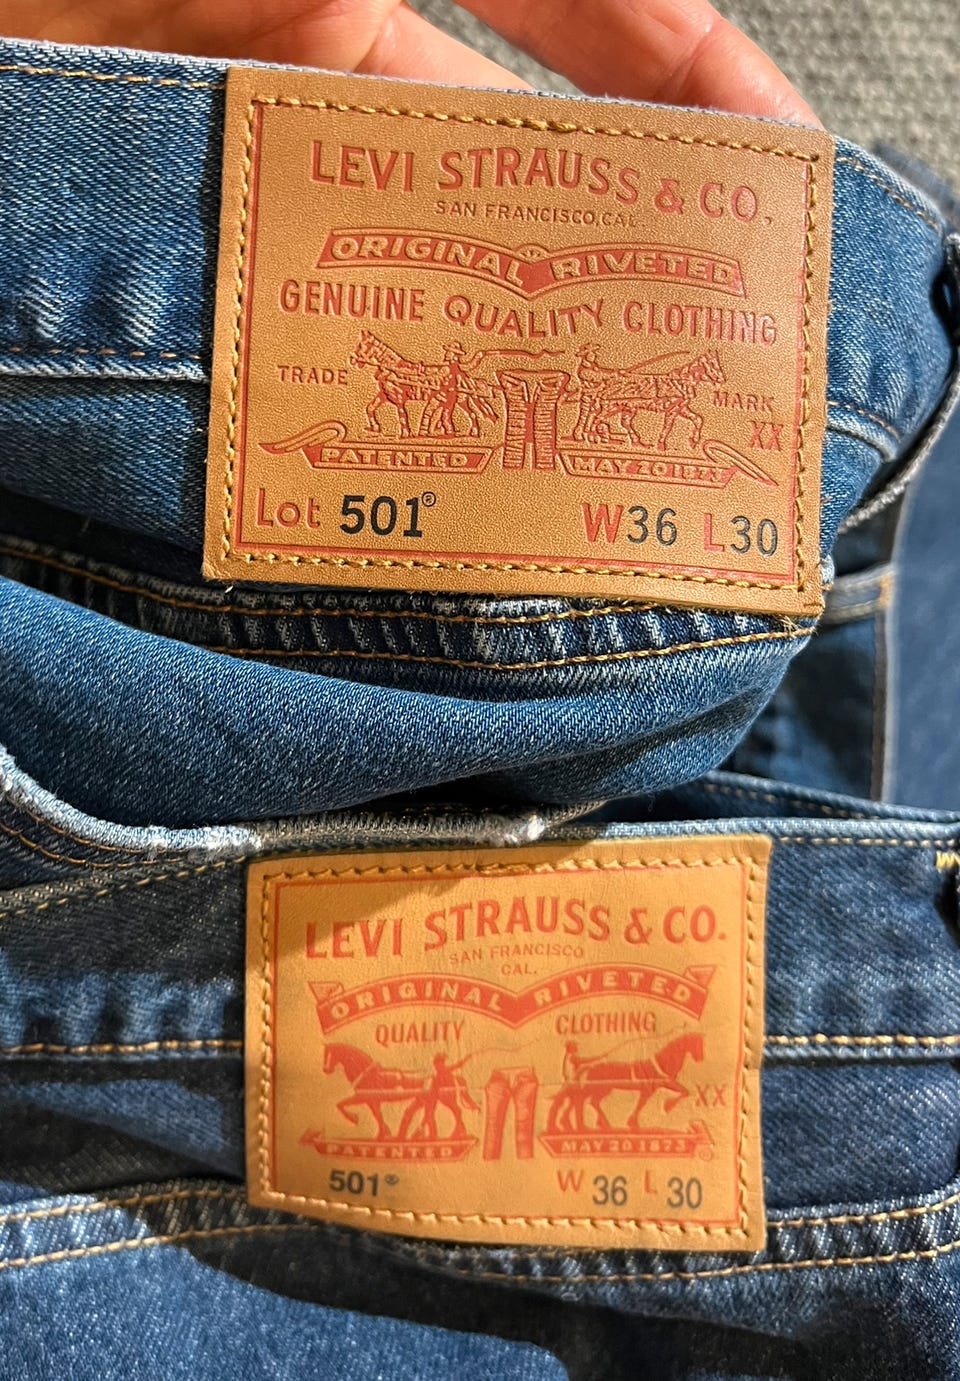 LEVI STRAUSS & CO.
SAN FRANCISCO, CAL.
ORIGINAL RIVETED
GENUINE QUALITY CLOTHING
TRADE MARK
XX
PATENTED MAY 20 1873
Lot 501® W36 L30
LEVI STRAUSS & CO.
SAN FRANCISCO
CAL.
ORIGINAL RIVETED
QUALITY CLOTHING
XX
PATENTED MAY 20 1873
501® W 36 L 30
W